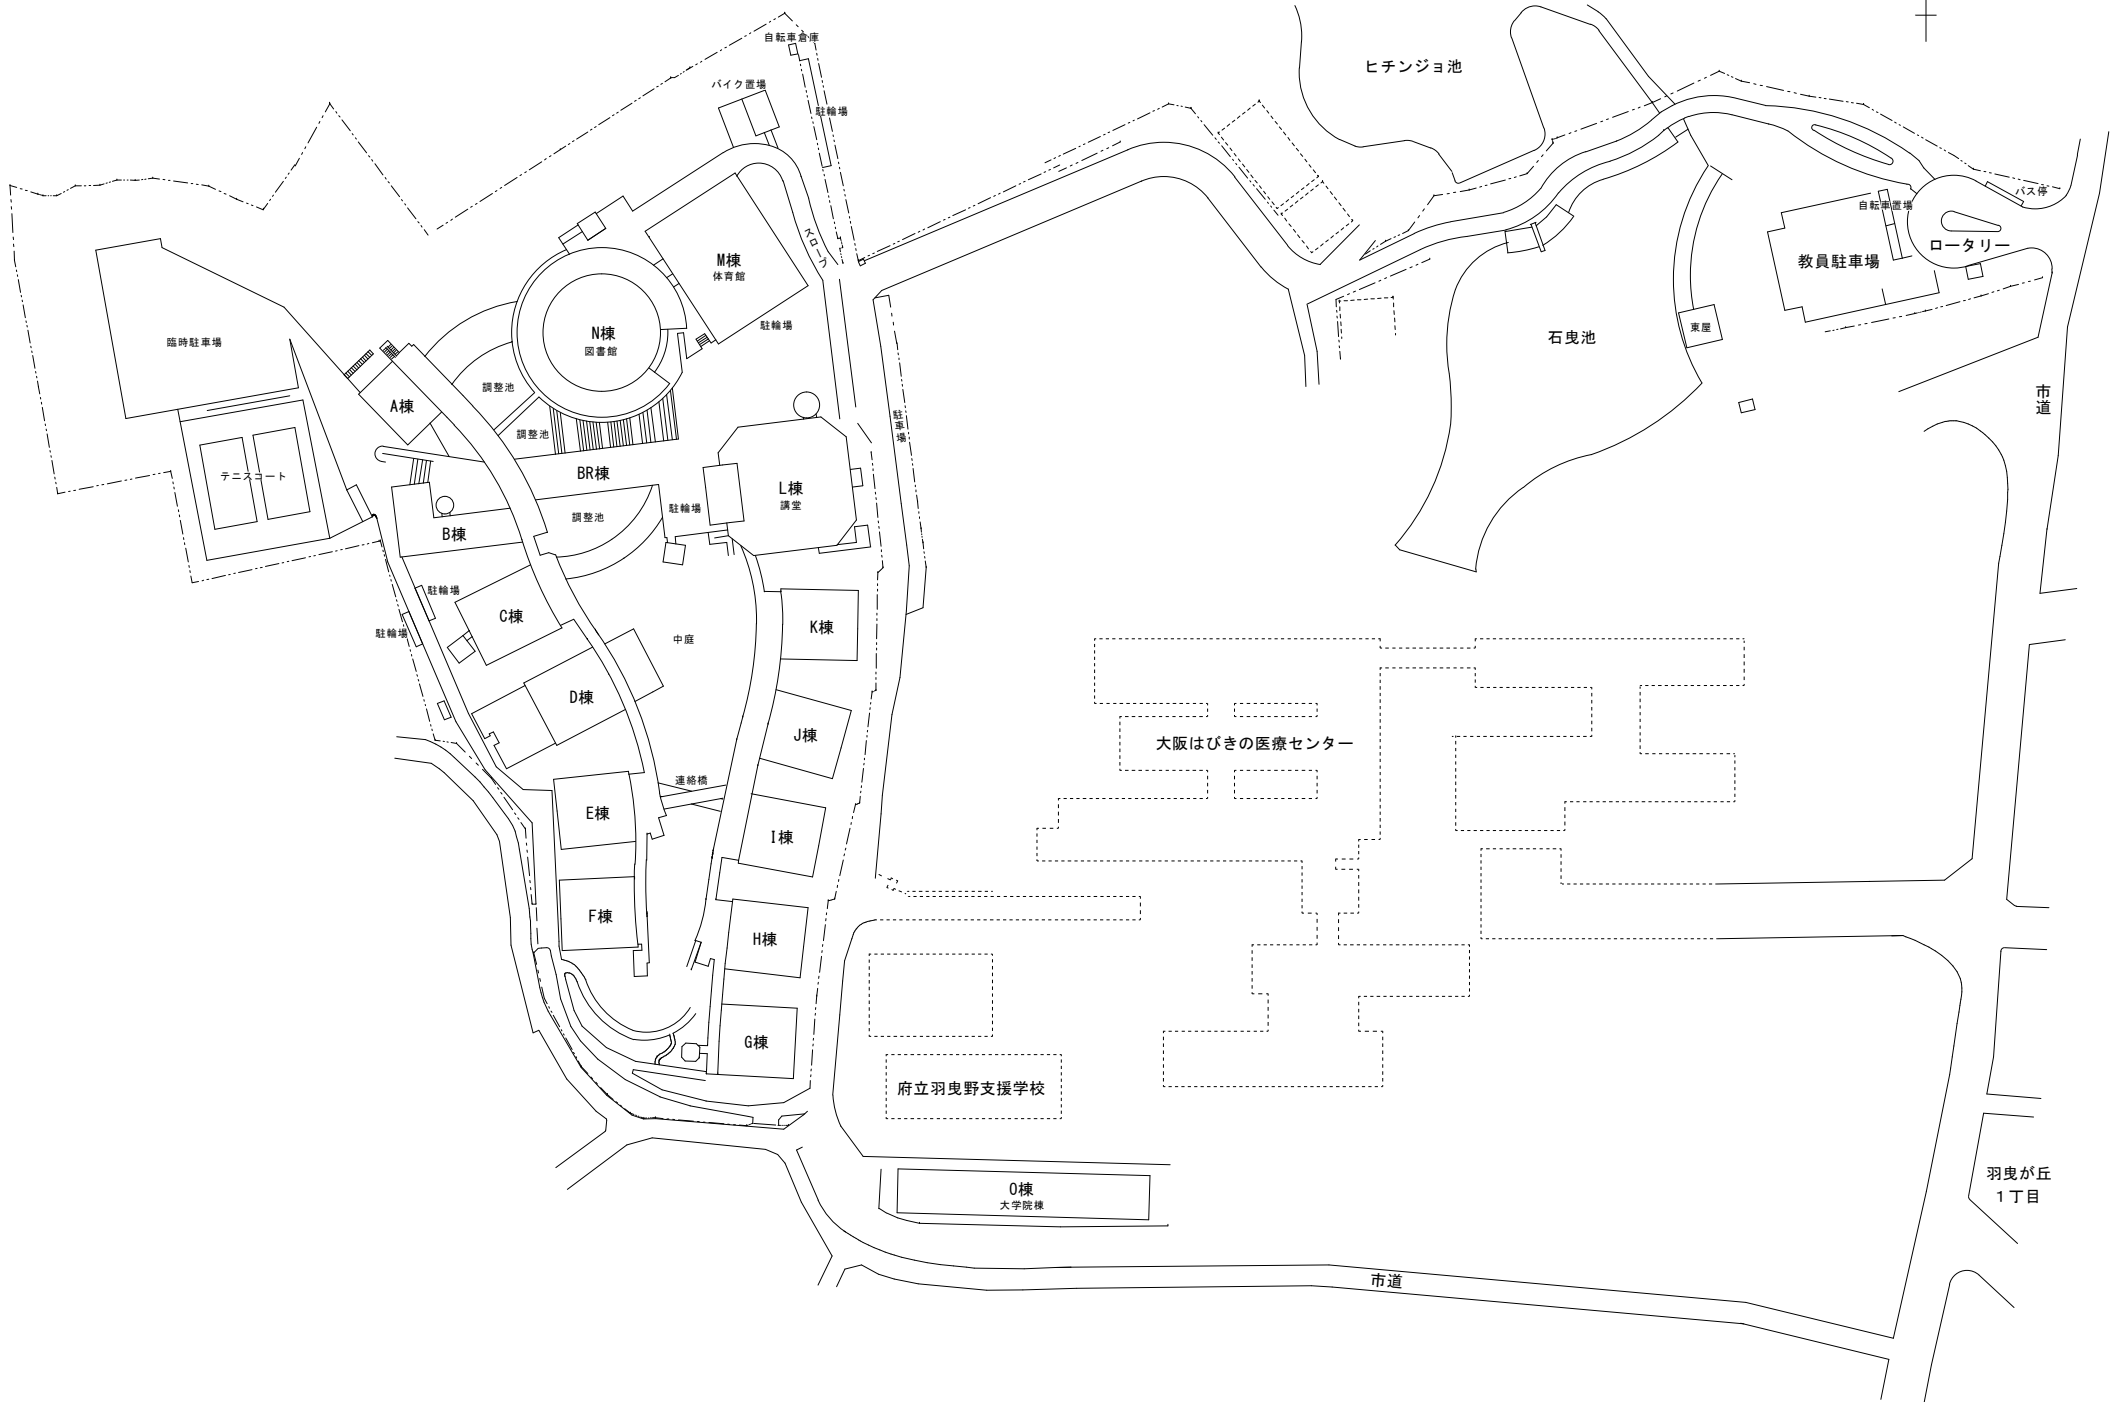 自転車倉庫
ヒチンジョ池
バイク置場
駐輪場
バス停
自転車置場
スロープ
ロータリー
M棟
体育館
教員駐車場
駐輪場
東屋
N棟
図書館
石曳池
臨時駐車場
調整池
市道
A棟
駐車場
調整池
BR棟
テニスコート
L棟
講堂
駐輪場
調整池
B棟
駐輪場
C棟
K棟
駐輪場
中庭
D棟
J棟
大阪はびきの医療センター
連絡橋
E棟
I棟
F棟
H棟
G棟
府立羽曳野支援学校
羽曳が丘
1丁目
O棟
大学院棟
市道